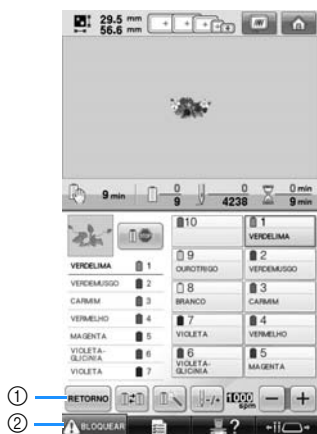 29.5 mm
56.6 mm
9 min
0
9
0
4238
0 min
9 min
VERDELIMA 1
VERDEMUSGO 2
CARMIM 3
VERMELHO 4
MAGENTA 5
VIOLETA-GLICINIA 6
VIOLETA 7
10
1
VERDELIMA
9
OUROTRIGO
2
VERDEMUSGO
8
BRANCO
3
CARMIM
7
VIOLETA
4
VERMELHO
6
VIOLETA-
GLICINIA
5
MAGENTA
1
RETORNO
-/+
1000
spm
-
+
2
BLOQUEAR
?